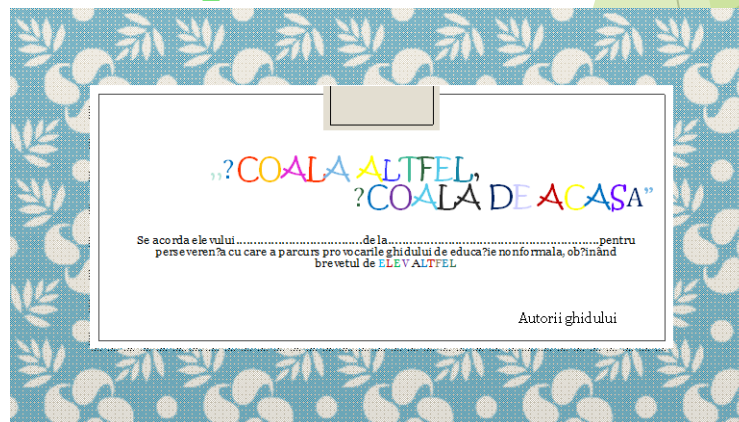 „?COALA ALTFEL,
?COALA DE ACASA”
Se acorda elevului......................................de la...............................................................pentru
perseveren?a cu care a parcurs provocarile ghidului de educa?ie nonformala, ob?inând
brevetul de ELEV ALTFEL
Autorii ghidului